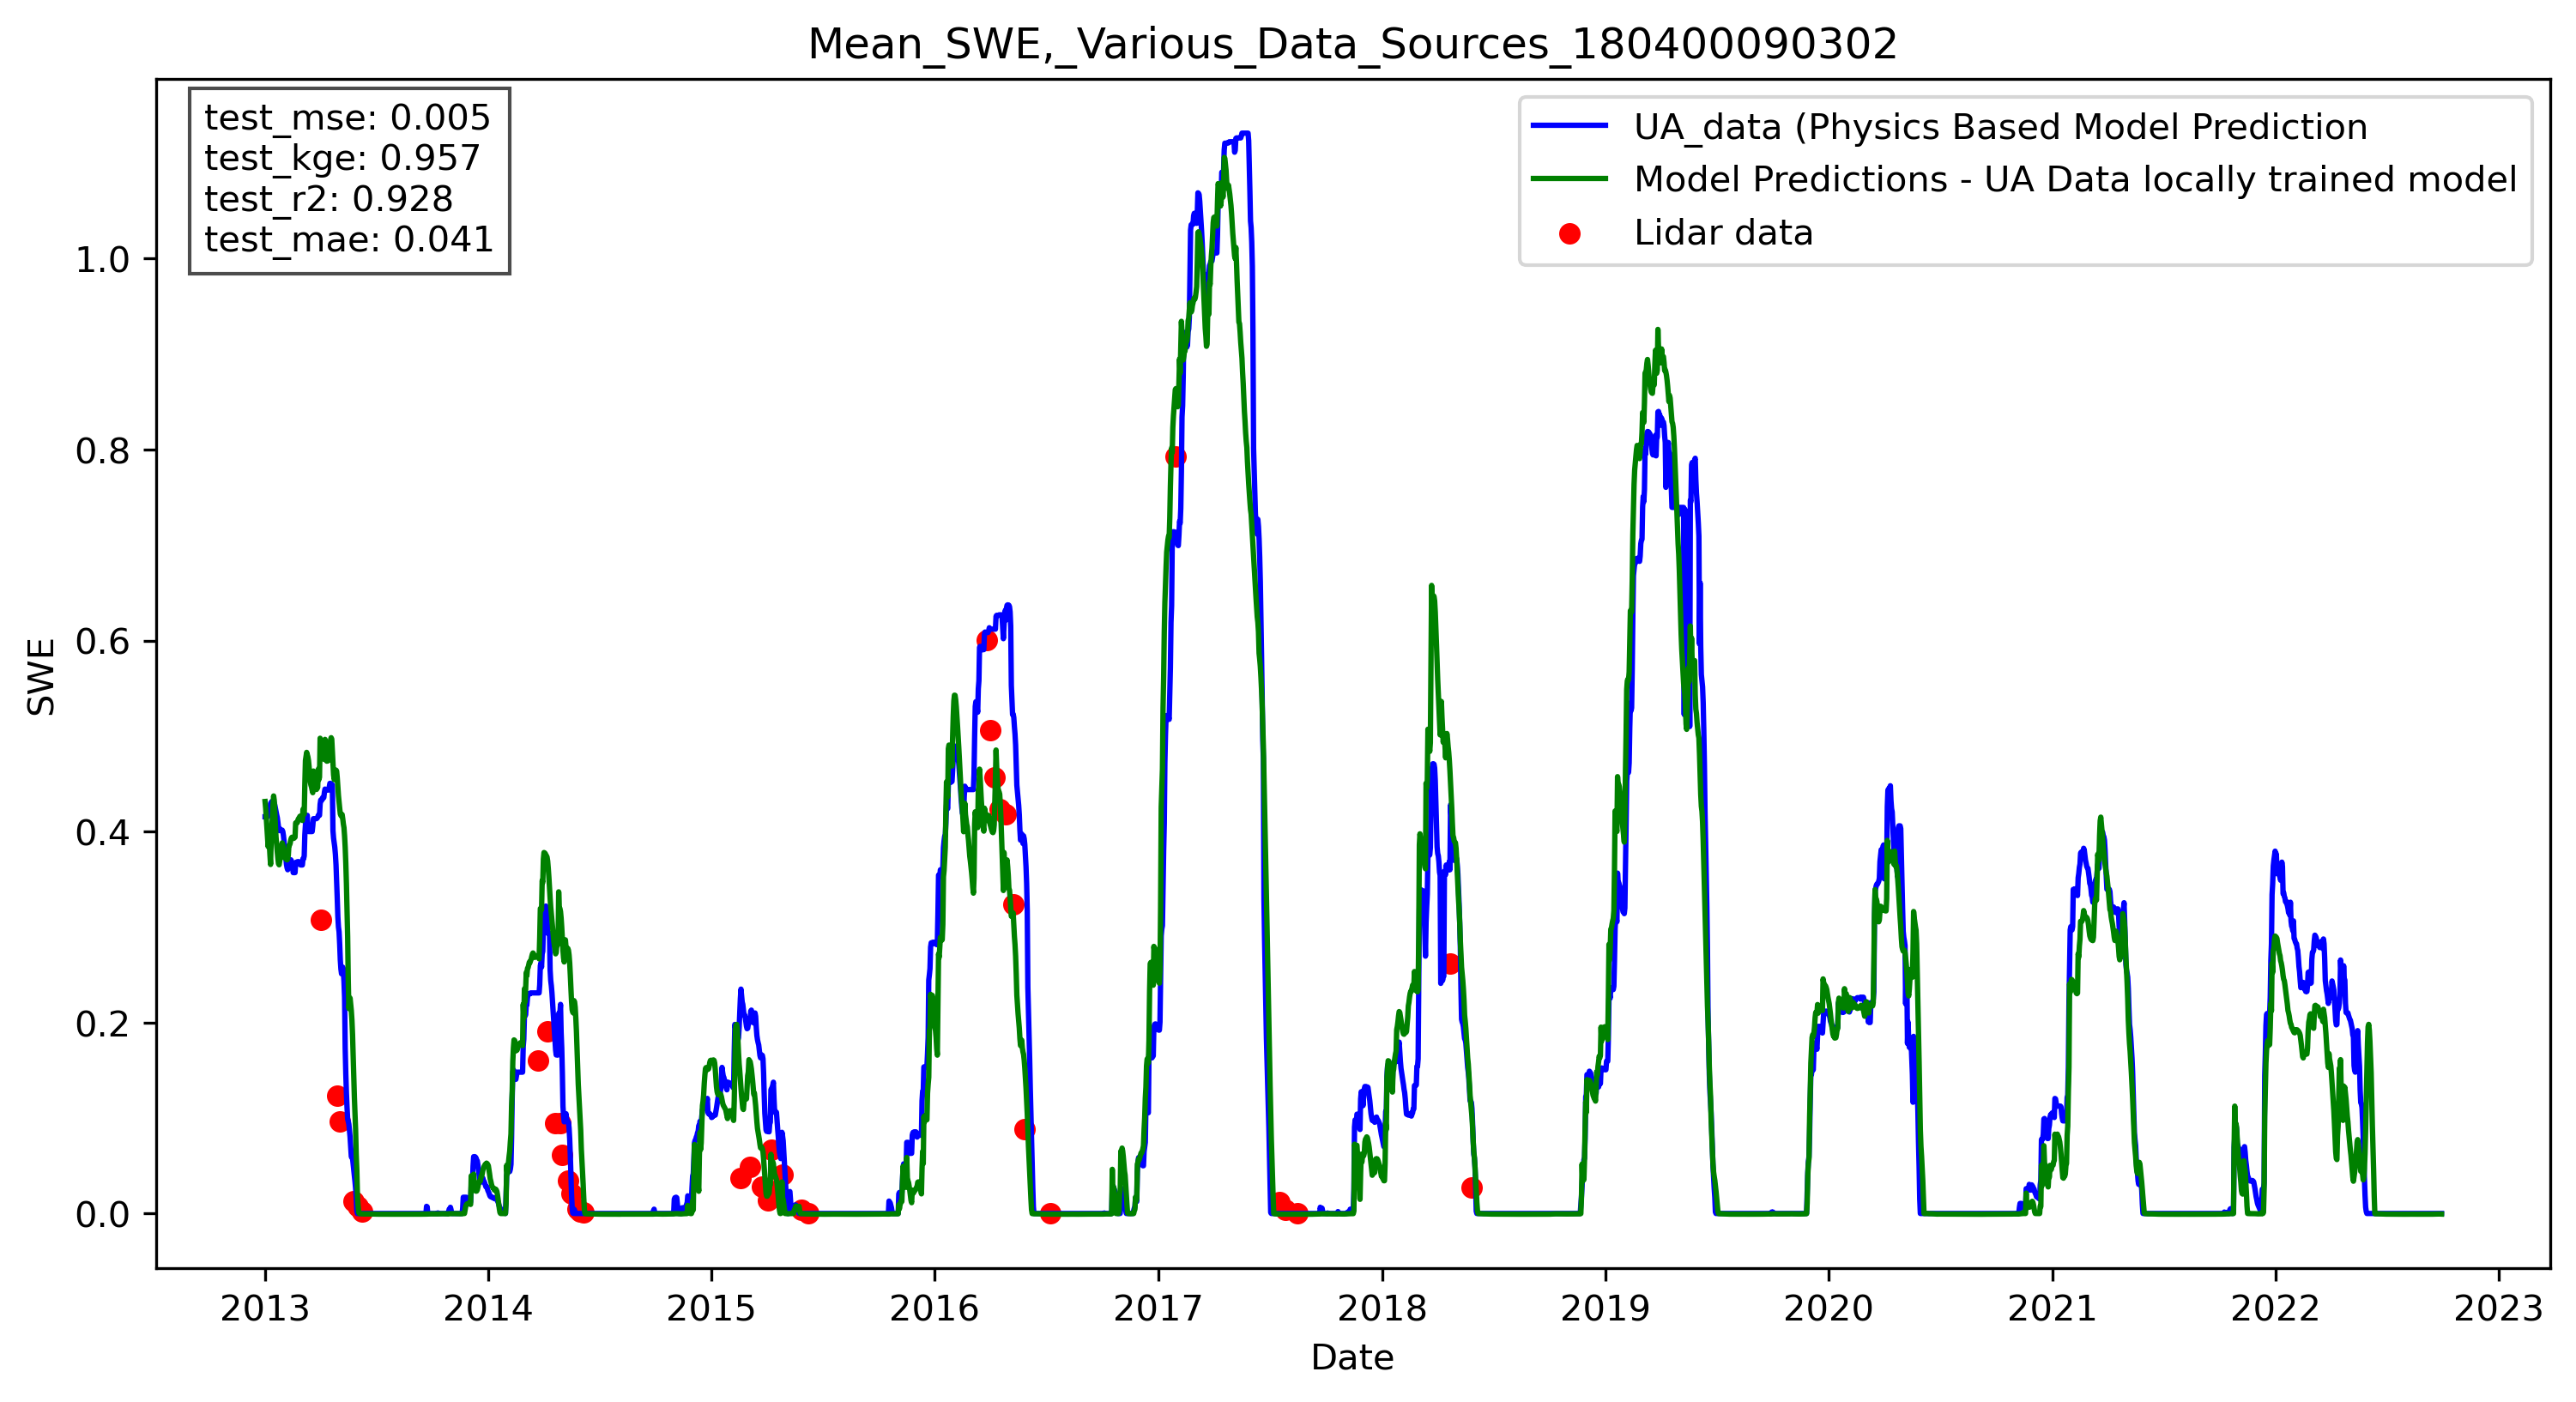 Mean_SWE,_Various_Data_Sources_180400090302
test_mse: 0.005
test_kge: 0.957
test_r2: 0.928
test_mae: 0.041
UA_data (Physics Based Model Prediction
Model Predictions - UA Data locally trained model
Lidar data
1.0
0.8
0.6
0.4
0.2
0.0
SWE
2013 2014 2015 2016 2017 2018 2019 2020 2021 2022 2023
Date